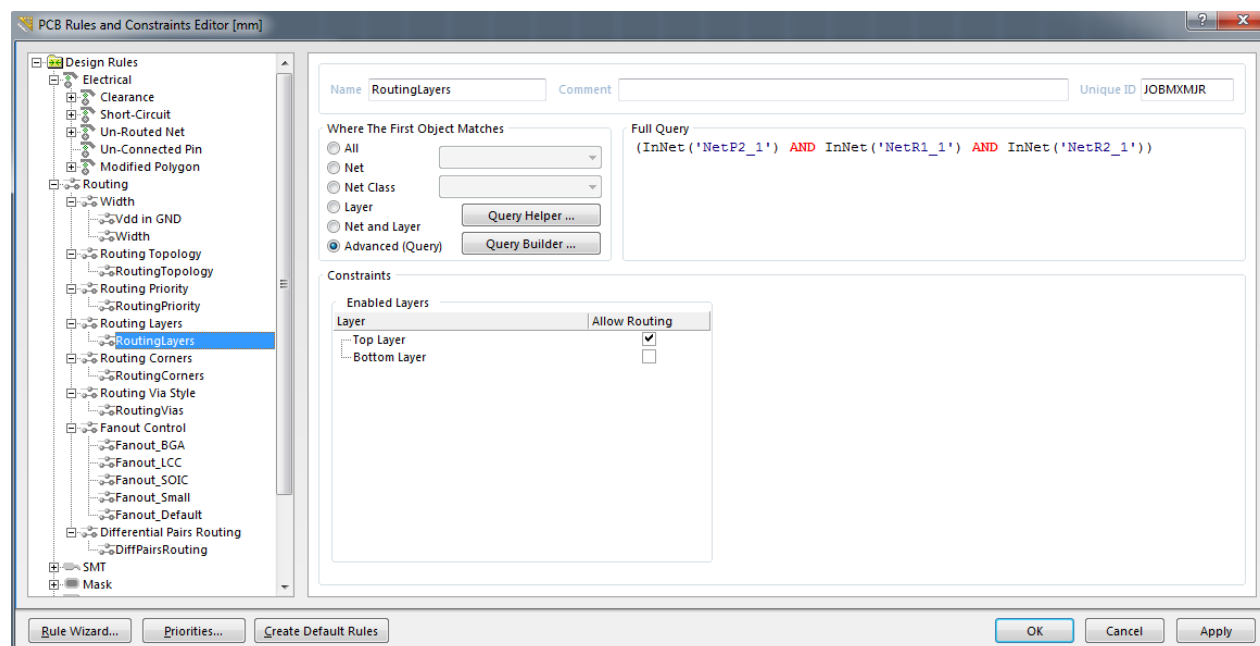 PCB Rules and Constraints Editor [mm]
Design Rules
Electrical
Clearance
Short-Circuit
Un-Routed Net
Un-Connected Pin
Modified Polygon
Routing
Width
Vdd in GND
Width
Routing Topology
RoutingTopology
Routing Priority
RoutingPriority
Routing Layers
RoutingLayers
Routing Corners
RoutingCorners
Routing Via Style
RoutingVias
Fanout Control
Fanout_BGA
Fanout_LCC
Fanout_SOIC
Fanout_Small
Fanout_Default
Differential Pairs Routing
DiffPairsRouting
SMT
Mask
Name RoutingLayers Comment Unique ID JOBMXMJR
Where The First Object Matches
All
Net
Net Class
Layer
Net and Layer
Advanced (Query)
Query Helper ...
Query Builder ...
Full Query
(InNet('NetP2_1') AND InNet('NetR1_1') AND InNet('NetR2_1'))
Constraints
Enabled Layers
Layer Allow Routing
Top Layer
Bottom Layer
Rule Wizard... Priorities... Create Default Rules OK Cancel Apply